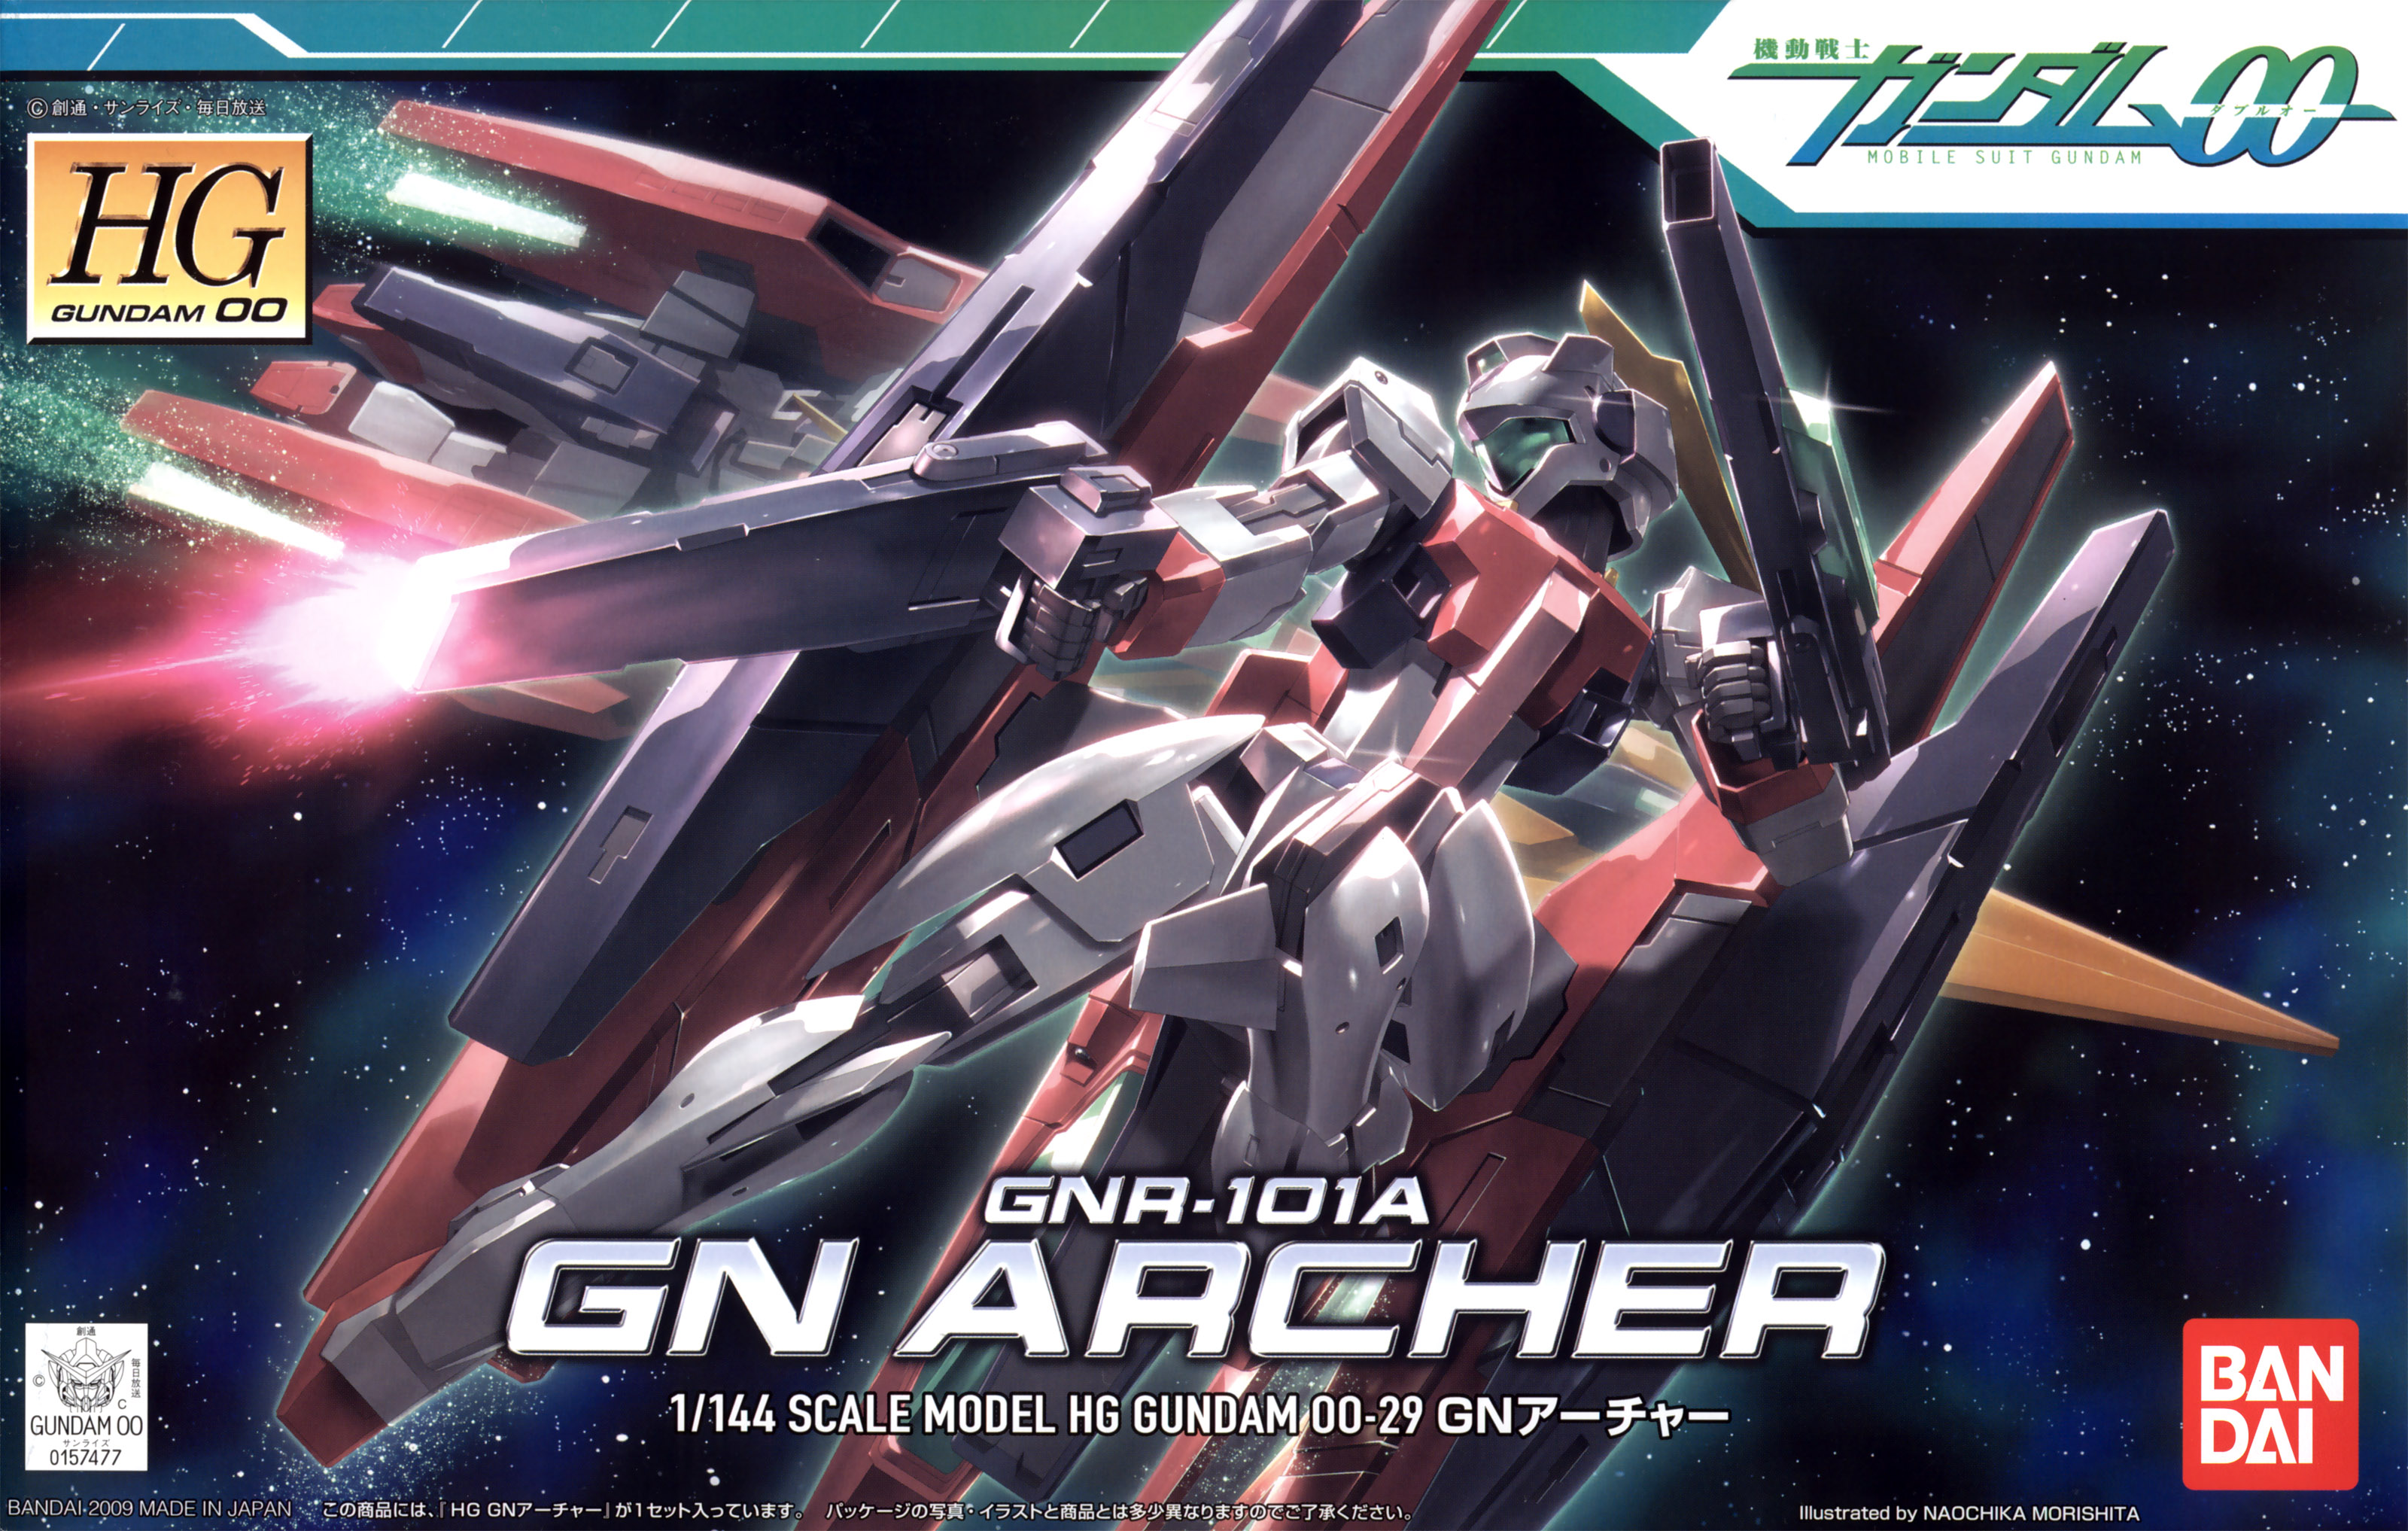 ©創通・サンライズ・毎日放送
HG
GUNDAM 00
機動戦士
ガンダム00
ダブルオー
MOBILE SUIT GUNDAM
GNR-101A
GN ARCHER
1/144 SCALE MODEL HG GUNDAM 00-29 GNアーチャー
創通
©
毎日放送
C
GUNDAM 00
サンライズ
0157477
BAN
DAI
BANDAI 2009 MADE IN JAPAN
この商品には、『HG GNアーチャー』が1セット入っています。 パッケージの写真・イラストと商品とは多少異なりますのでご了承ください。
Illustrated by NAOCHIKA MORISHITA